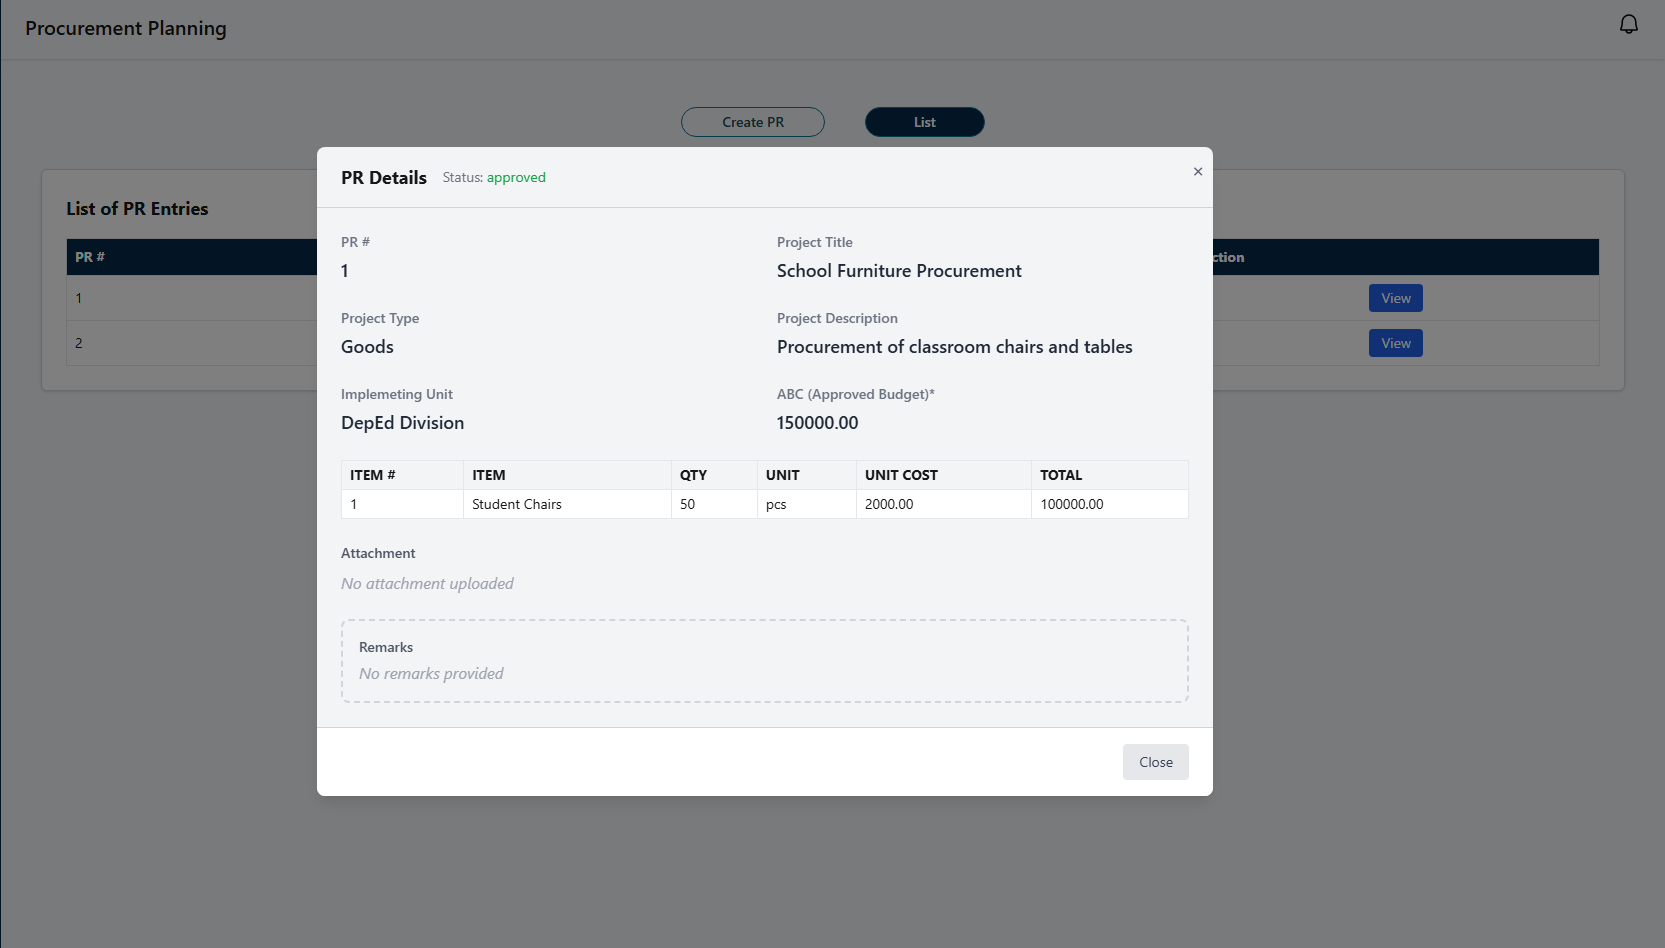 Procurement Planning
Create PR List
List of PR Entries
PR # ction
1 View
2 View
PR Details Status: approved ×
PR # Project Title
1 School Furniture Procurement
Project Type Project Description
Goods Procurement of classroom chairs and tables
Implemeting Unit ABC (Approved Budget)*
DepEd Division 150000.00
ITEM # ITEM QTY UNIT UNIT COST TOTAL
1 Student Chairs 50 pcs 2000.00 100000.00
Attachment
No attachment uploaded
Remarks
No remarks provided
Close